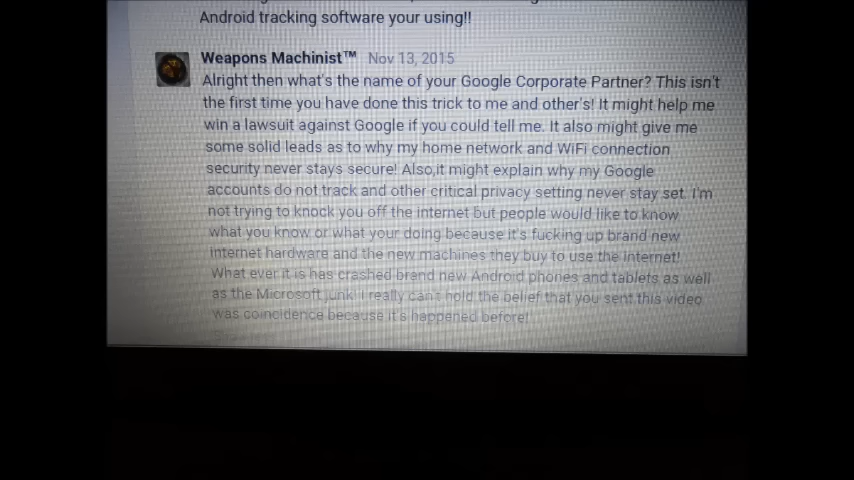 Android tracking software your using!!
Weapons Machinist™ Nov 13, 2015
Alright then what's the name of your Google Corporate Partner? This isn't
the first time you have done this trick to me and other's! It might help me
win a lawsuit against Google if you could tell me. It also might give me
some solid leads as to why my home network and WiFi connection
security never stays secure! Also,it might explain why my Google
accounts do not track and other critical privacy setting never stay set. I'm
not trying to knock you off the internet but people would like to know
what you know or what your doing because it's fucking up brand new
internet hardware and the new machines they buy to use the internet!
What ever it is has crashed brand new Android phones and tablets as well
as the Microsoft junk! I really can't hold the belief that you sent this video
was coincidence because it's happened before!